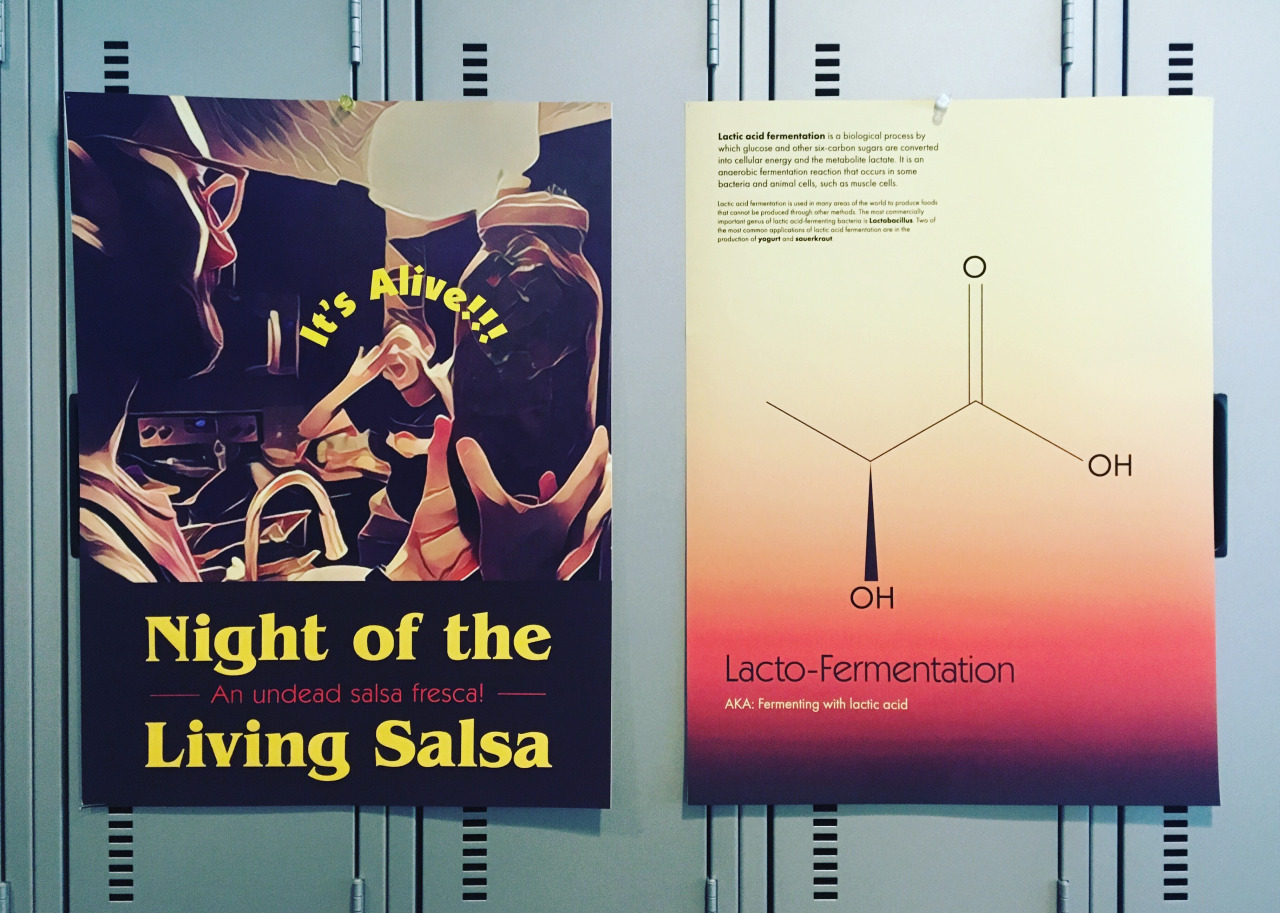 It's Alive!!!
Night of the
An undead salsa fresca!
Living Salsa
Lactic acid fermentation is a biological process by
which glucose and other six-carbon sugars are converted
into cellular energy and the metabolite lactate. It is an
anaerobic fermentation reaction that occurs in some
bacteria and animal cells, such as muscle cells.
Lactic acid fermentation is used in many areas of the world to produce foods
that cannot be produced through other methods. The most commercially
important genus of lactic acid-fermenting bacteria is Lactobacillus. Two of
the most common applications of lactic acid fermentation are in the
production of yogurt and sauerkraut.
O
OH
OH
Lacto-Fermentation
AKA: Fermenting with lactic acid